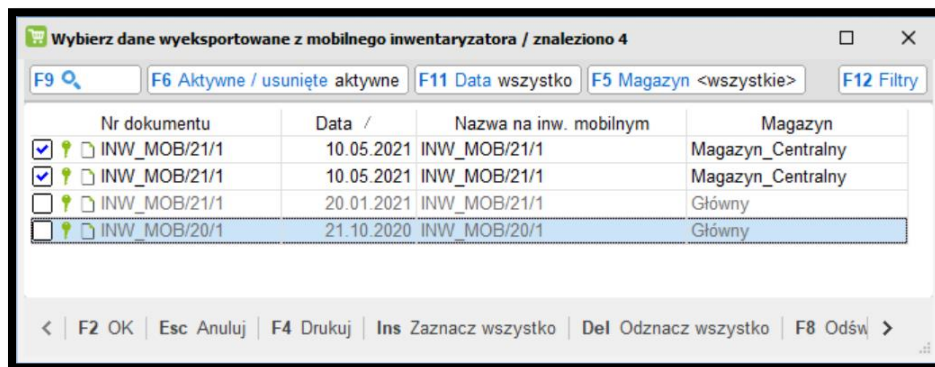 Wybierz dane wyeksportowane z mobilnego inwentaryzatora / znaleziono 4
F9 F6 Aktywne / usunięte aktywne F11 Data wszystko F5 Magazyn <wszystkie> F12 Filtry
Nr dokumentu Data / Nazwa na inw. mobilnym Magazyn
INW_MOB/21/1 10.05.2021 INW_MOB/21/1 Magazyn_Centralny
INW_MOB/21/1 10.05.2021 INW_MOB/21/1 Magazyn_Centralny
INW_MOB/21/1 20.01.2021 INW_MOB/21/1 Główny
INW_MOB/20/1 21.10.2020 INW_MOB/20/1 Główny
< F2 OK Esc Anuluj F4 Drukuj Ins Zaznacz wszystko Del Odznacz wszystko F8 Odśw >